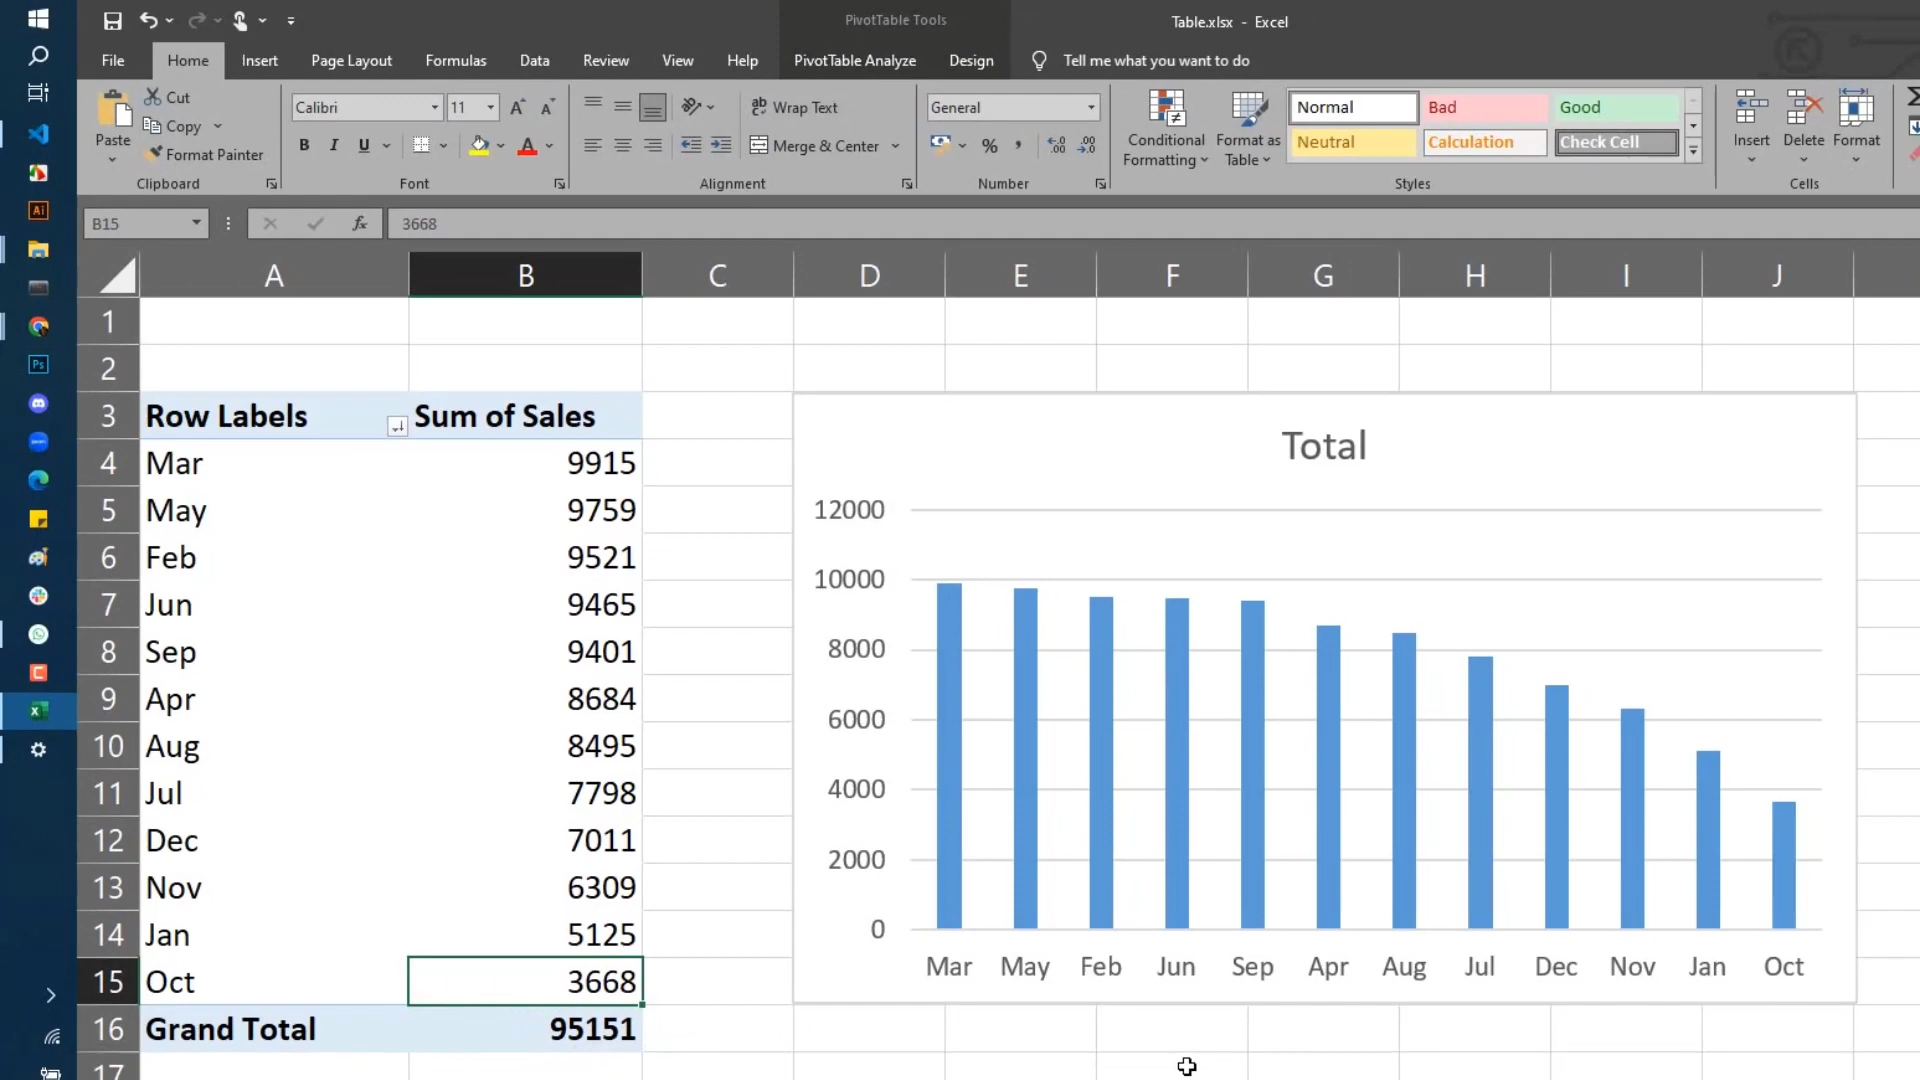 PivotTable Tools
Table.xlsx - Excel
File Home Insert Page Layout Formulas Data Review View Help PivotTable Analyze Design Tell me what you want to do
Paste
Cut
Copy
Format Painter
Clipboard
Calibri 11
B I U
Font
Wrap Text
Merge & Center
Alignment
General
Number
Conditional Formatting
Format as Table
Normal Bad Good
Neutral Calculation Check Cell
Styles
Insert Delete Format
Cells
B15 fx 3668
A B C D E F G H I J
1
2
3 Row Labels Sum of Sales
4 Mar 9915
5 May 9759
6 Feb 9521
7 Jun 9465
8 Sep 9401
9 Apr 8684
10 Aug 8495
11 Jul 7798
12 Dec 7011
13 Nov 6309
14 Jan 5125
15 Oct 3668
16 Grand Total 95151
17
Total
12000
10000
8000
6000
4000
2000
0
Mar May Feb Jun Sep Apr Aug Jul Dec Nov Jan Oct